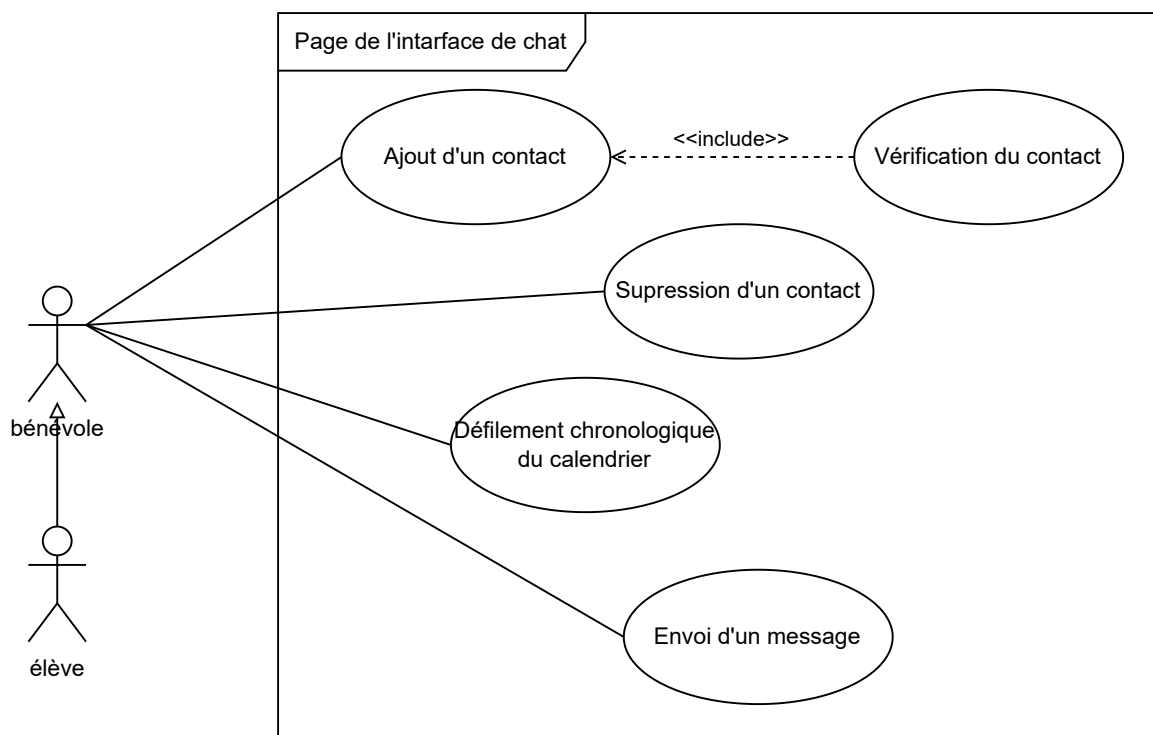 Page de l'intarface de chat
Ajout d'un contact
<<include>>
Vérification du contact
Supression d'un contact
bénévole
Défilement chronologique
du calendrier
Envoi d'un message
élève